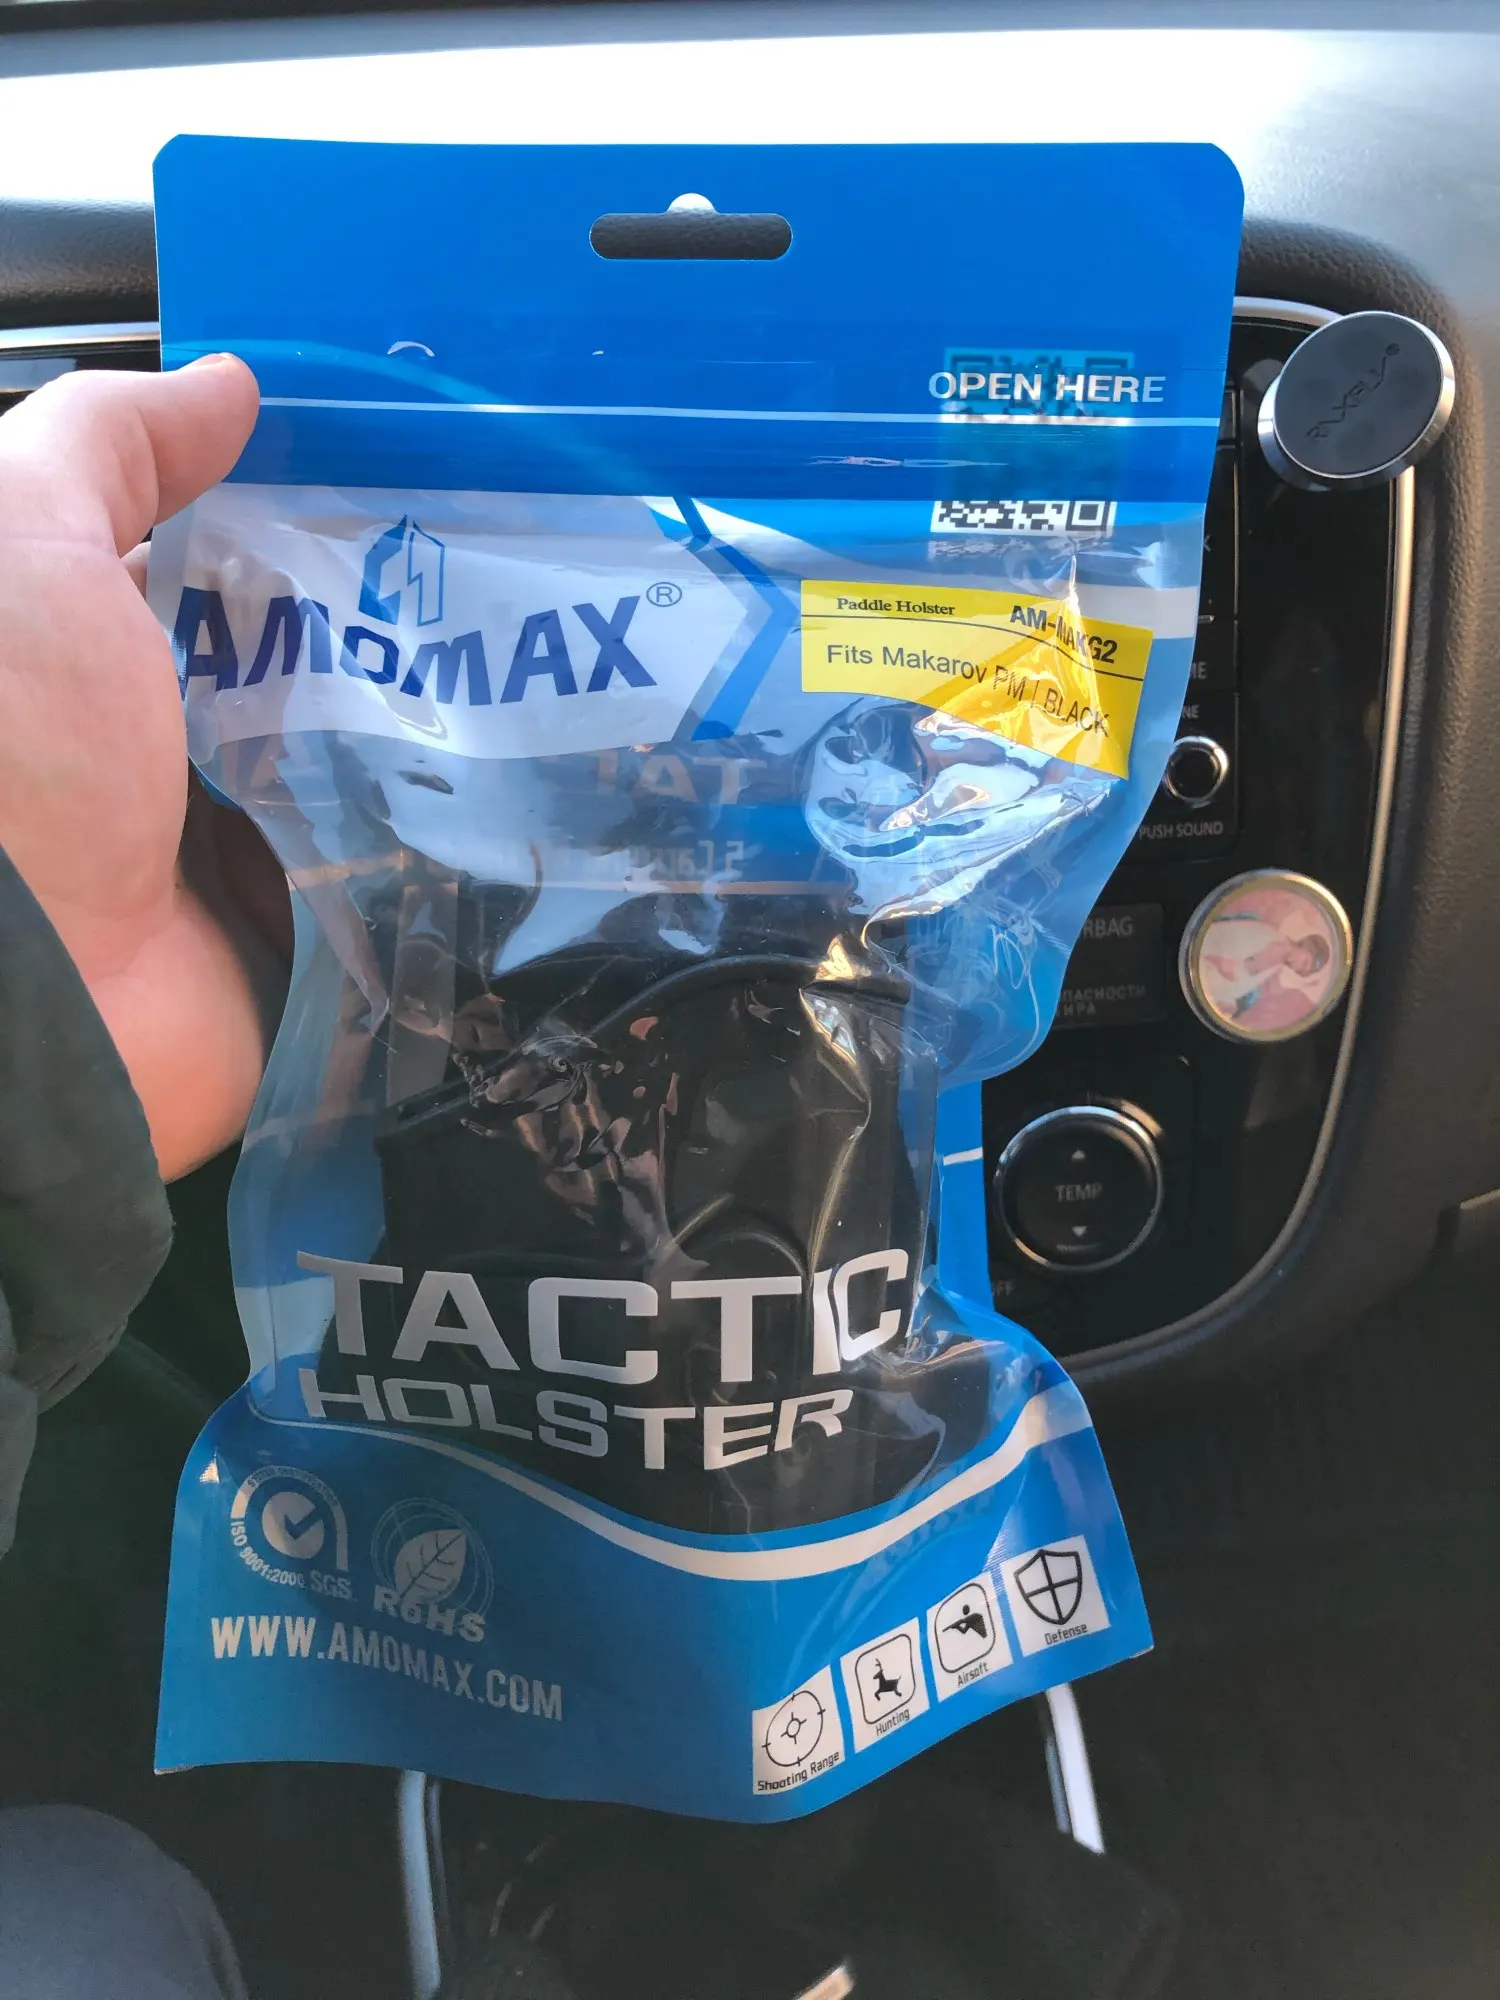 OPEN HERE
AMOMAX®
Paddle Holster AM-MAKG2
Fits Makarov PM | BLACK
TACTIC
HOLSTER
ISO 9001:2000 SGS
RoHS
WWW.AMOMAX.COM
Shooting Range
Hunting
Airsoft
Defense
PUSH SOUND
TEMP